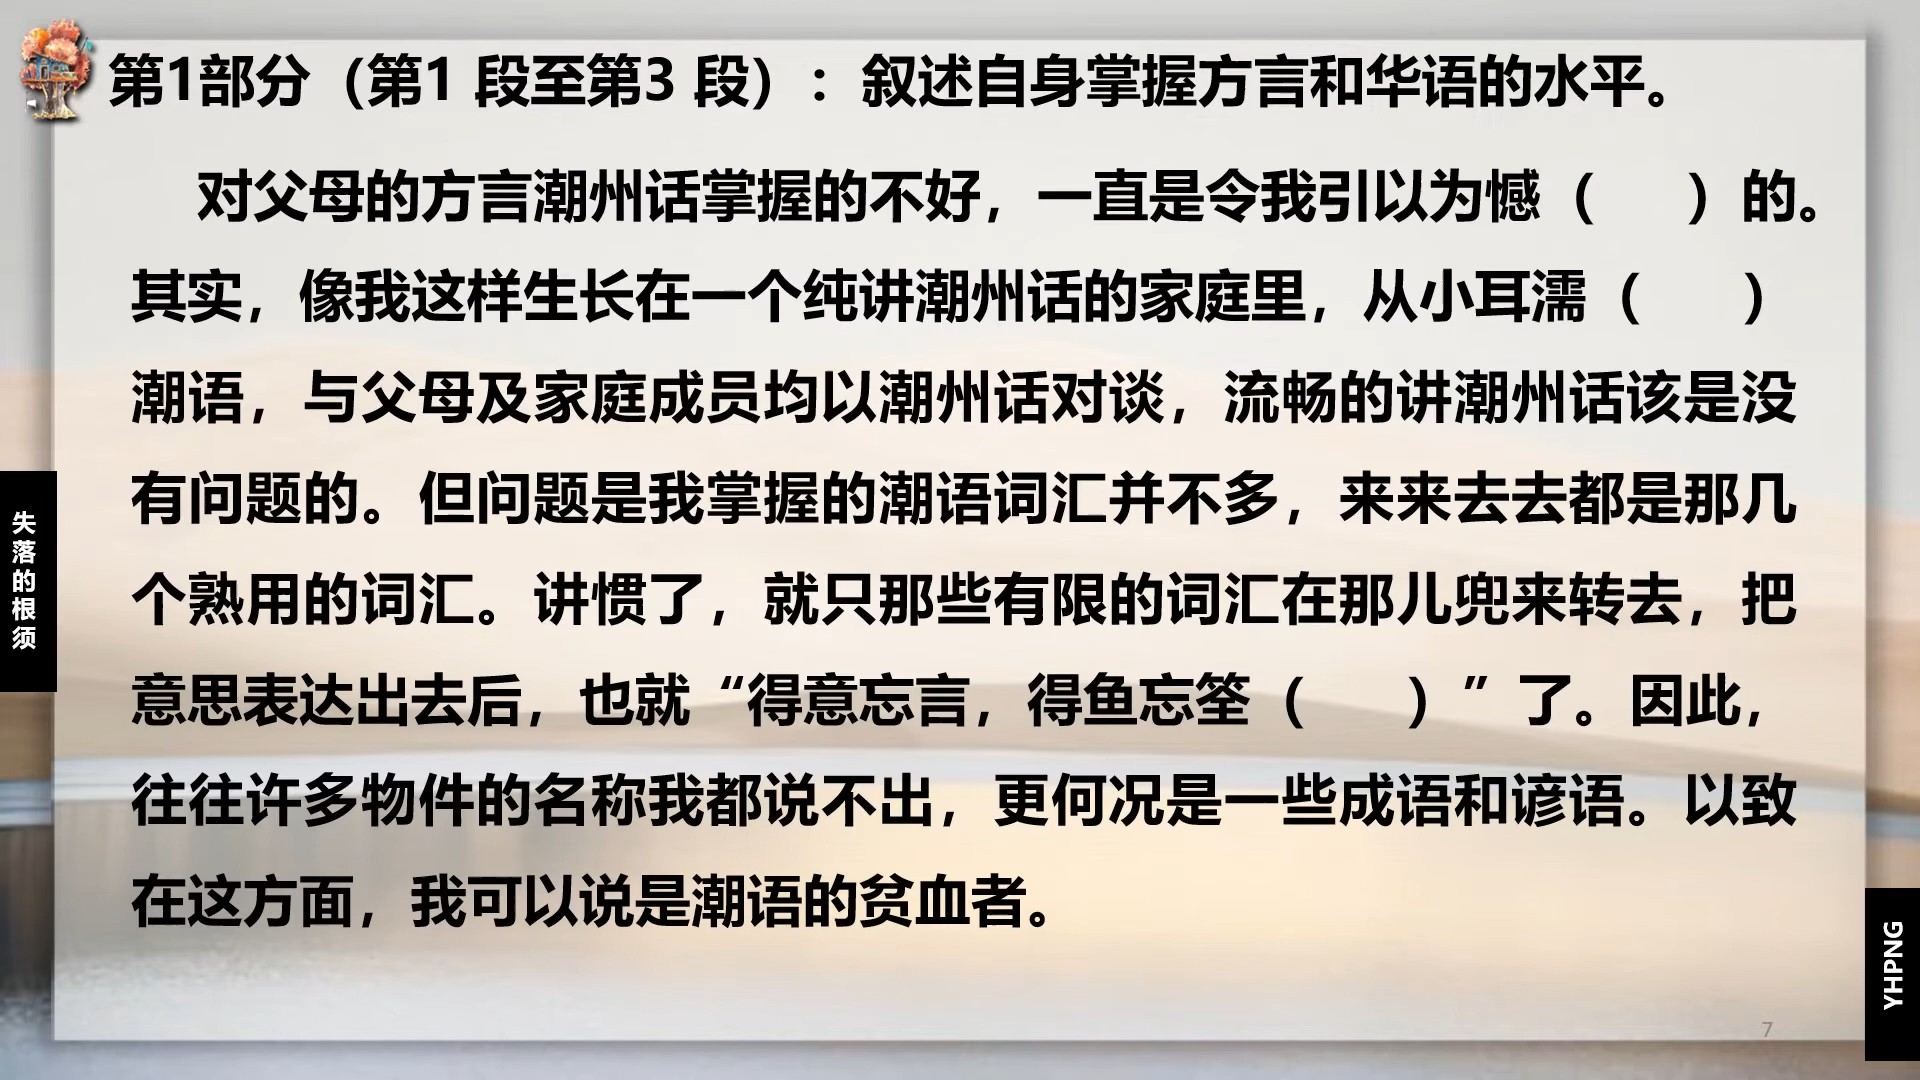 第1部分（第1 段至第3 段）：叙述自身掌握方言和华语的水平。
对父母的方言潮州话掌握的不好，一直是令我引以为憾（      ）的。
其实，像我这样生长在一个纯讲潮州话的家庭里，从小耳濡（      ）
潮语，与父母及家庭成员均以潮州话对谈，流畅的讲潮州话该是没
有问题的。但问题是我掌握的潮语词汇并不多，来来去去都是那几
个熟用的词汇。讲惯了，就只那些有限的词汇在那儿兜来转去，把
意思表达出去后，也就“得意忘言，得鱼忘筌（      ）”了。因此，
往往许多物件的名称我都说不出，更何况是一些成语和谚语。以致
在这方面，我可以说是潮语的贫血者。
失落的根须
YHPNG
7